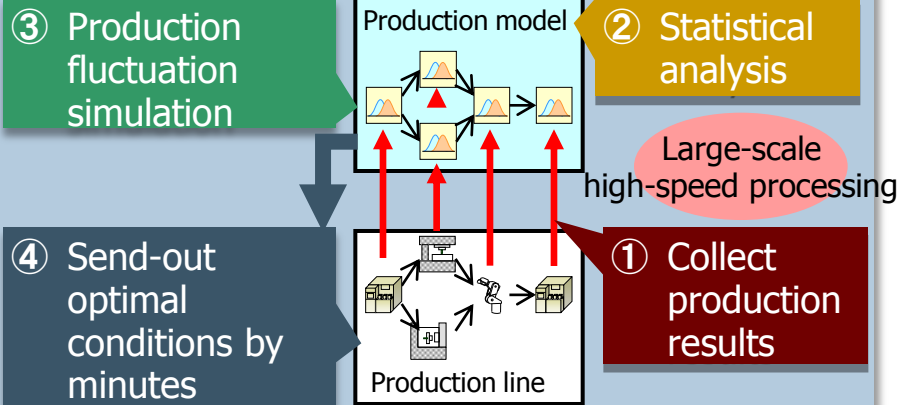 ③ Production
fluctuation
simulation
Production model
② Statistical
analysis
Large-scale
high-speed processing
④ Send-out
optimal
conditions by
minutes
Production line
① Collect
production
results